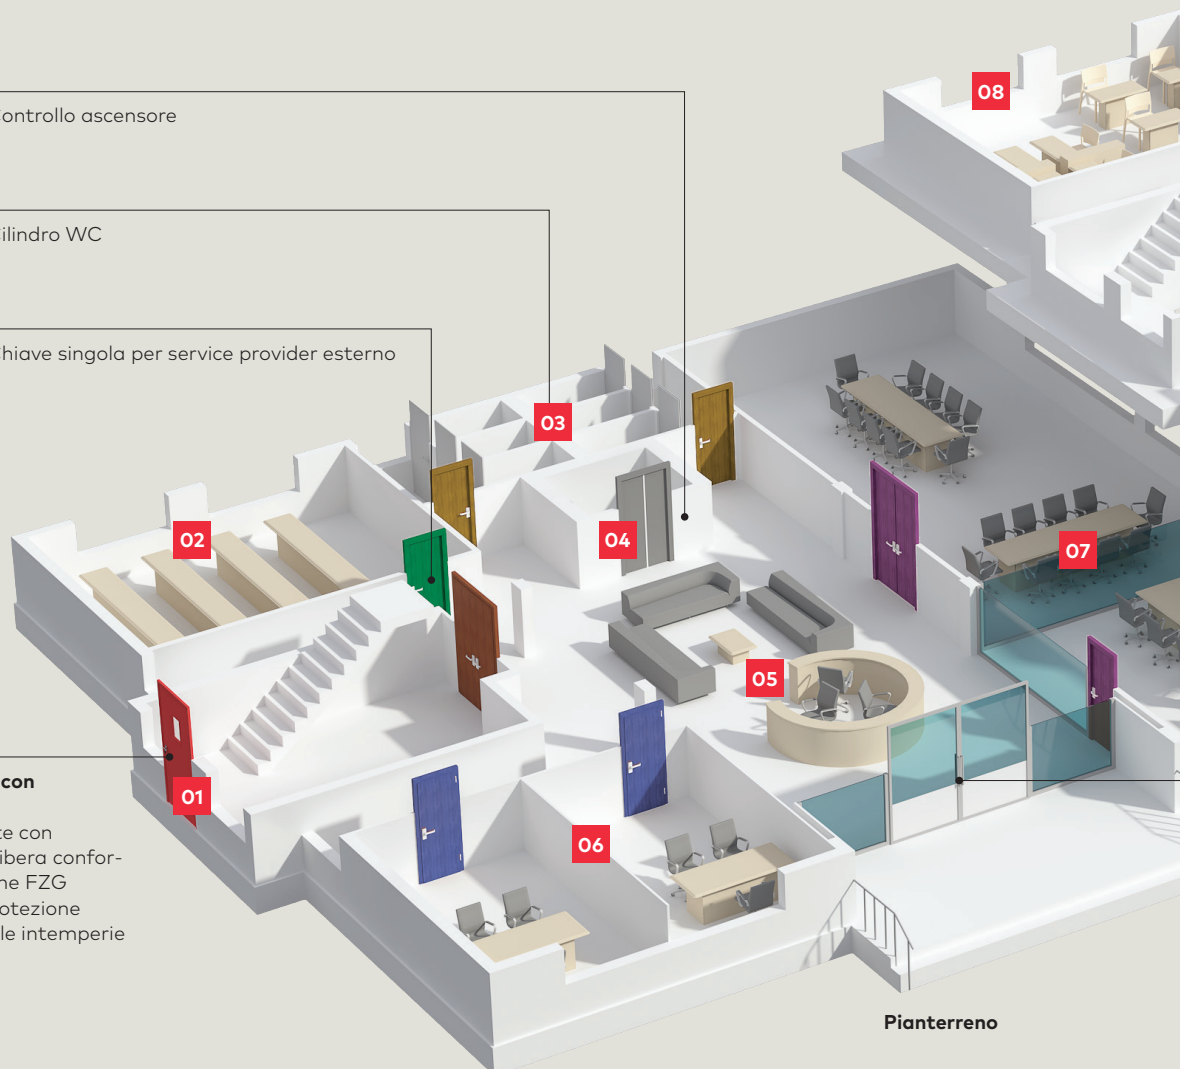 08
ontrollo ascensore
ilindro WC
hiave singola per service provider esterno
03
02
04
07
05
con
01
te con
ibera confor-
ne FZG
otezione
le intemperie
06
Pianterreno